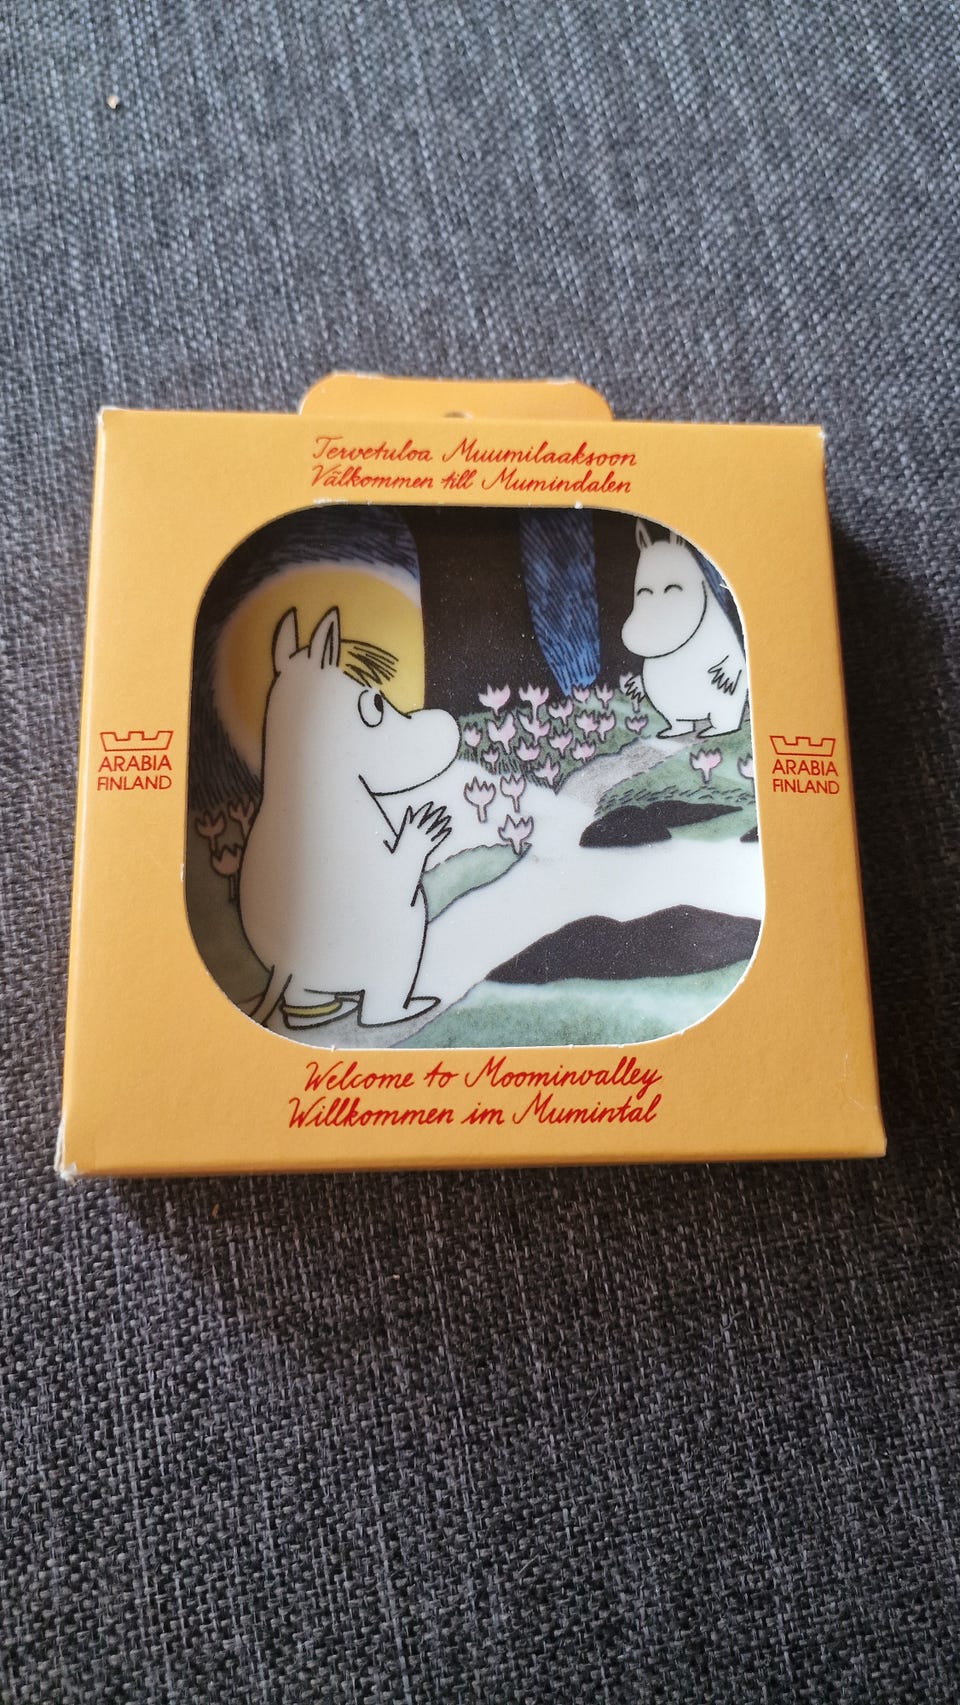 Tervetuloa Muumilaaksoon
Välkommen till Mumindalen
ARABIA
FINLAND
ARABIA
FINLAND
Welcome to Moominvalley
Willkommen im Mumintal